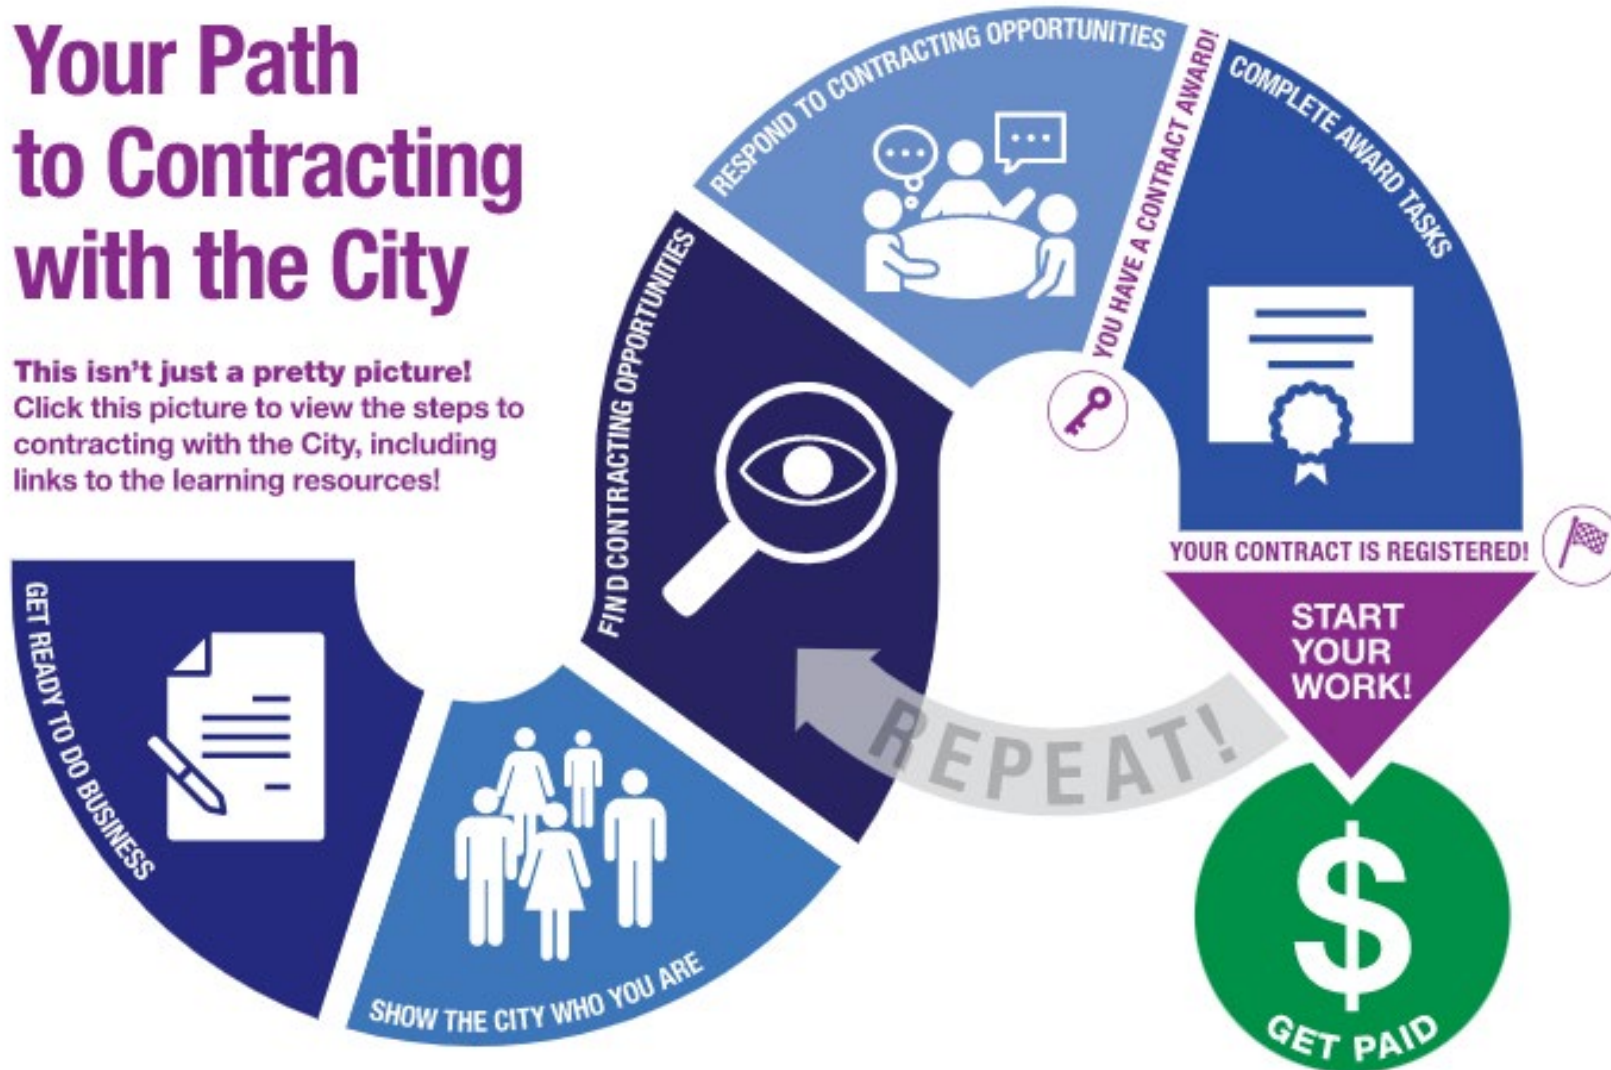 Your Path
to Contracting
with the City
This isn't just a pretty picture!
Click this picture to view the steps to
contracting with the City, including
links to the learning resources!
GET READY TO DO BUSINESS
SHOW THE CITY WHO YOU ARE
FIND CONTRACTING OPPORTUNITIES
RESPOND TO CONTRACTING OPPORTUNITIES
YOU HAVE A CONTRACT AWARD!
COMPLETE AWARD TASKS
YOUR CONTRACT IS REGISTERED!
START
YOUR
WORK!
REPEAT!
$
GET PAID